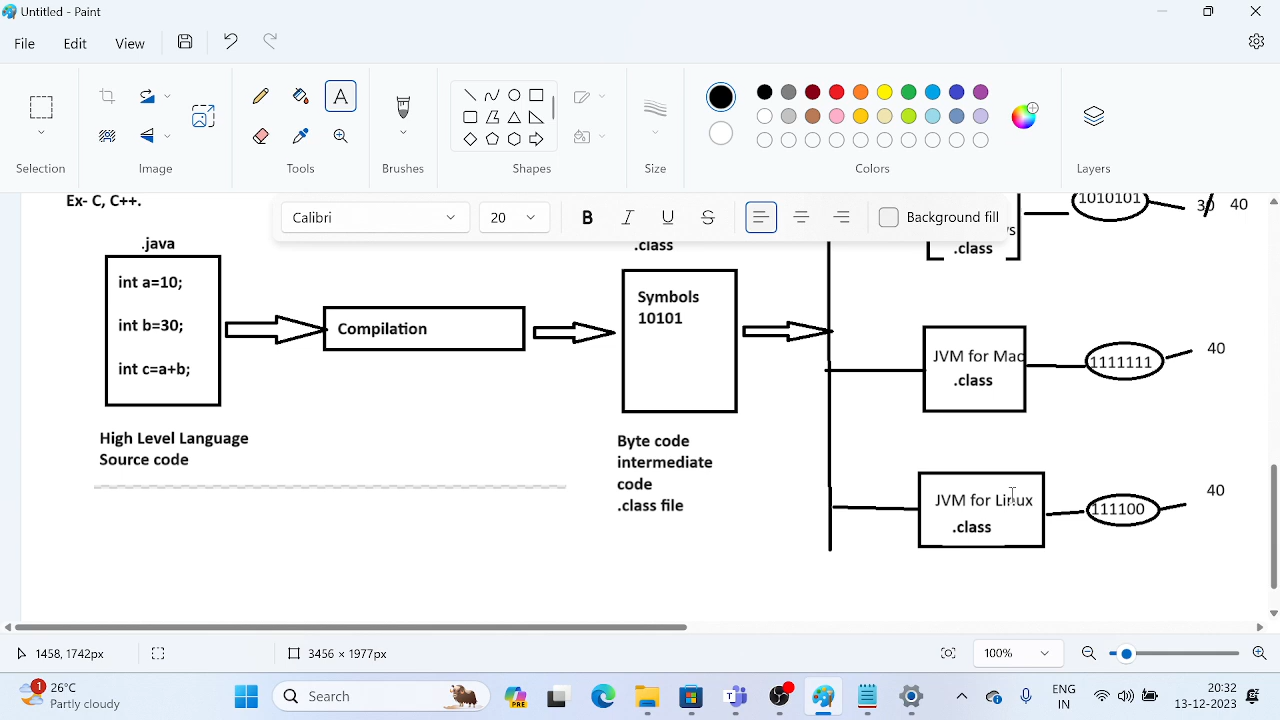 Untitled - Paint
File Edit View
Selection Image Tools Brushes Shapes Size Colors Layers
Ex- C, C++.
Calibri 20 B I U S Background fill
1010101 30 40
.java
.class
.class
int a=10;
int b=30;
int c=a+b;
Compilation
Symbols
10101
JVM for Mac
.class
1111111
40
High Level Language
Source code
Byte code
intermediate
code
.class file
JVM for Linux
.class
111100
40
1458, 1742px 3456 × 1977px 100%
1
26°C
Partly cloudy
Search
PRE
ENG
IN
20:32
13-12-2023